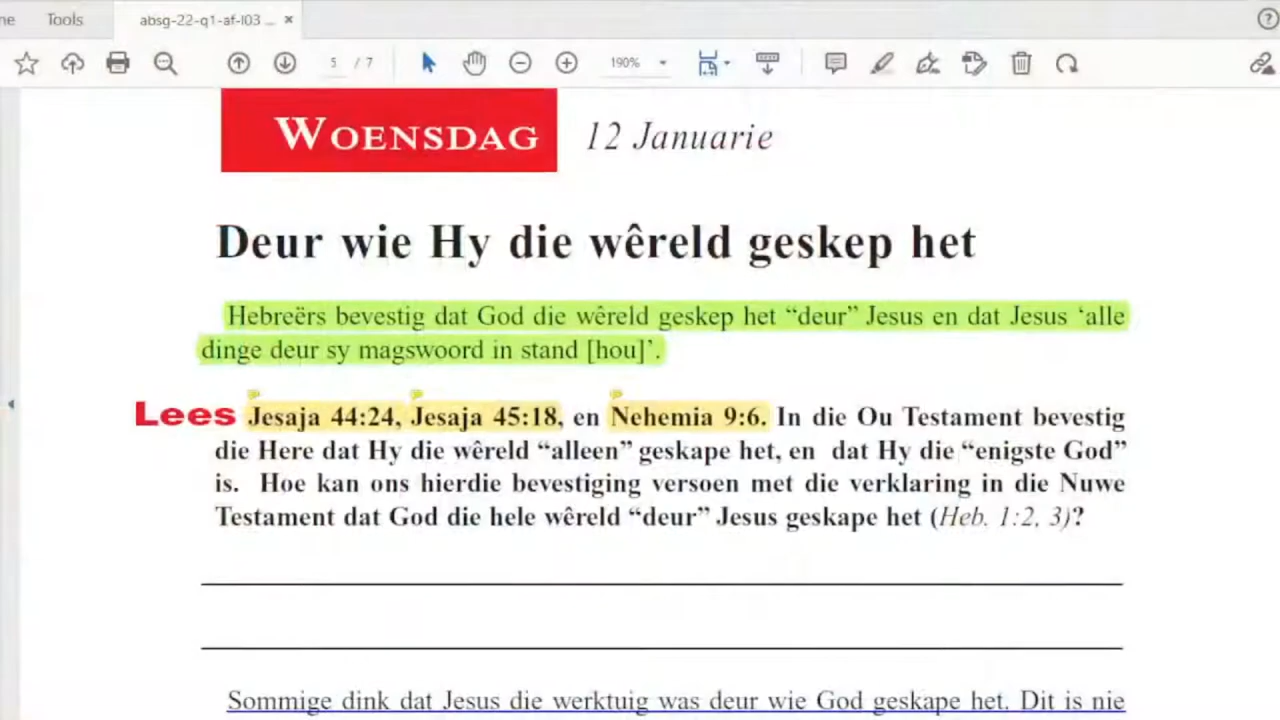 ne Tools absg-22-q1-af-l03 ... ×
5 / 7 190%
WOENSDAG 12 Januarie
Deur wie Hy die wêreld geskep het
Hebreërs bevestig dat God die wêreld geskep het “deur” Jesus en dat Jesus ‘alle
dinge deur sy magswoord in stand [hou]’.
Lees Jesaja 44:24, Jesaja 45:18, en Nehemia 9:6. In die Ou Testament bevestig
die Here dat Hy die wêreld “alleen” geskape het, en dat Hy die “enigste God”
is. Hoe kan ons hierdie bevestiging versoen met die verklaring in die Nuwe
Testament dat God die hele wêreld “deur” Jesus geskape het (Heb. 1:2, 3)?
Sommige dink dat Jesus die werktuig was deur wie God geskape het. Dit is nie